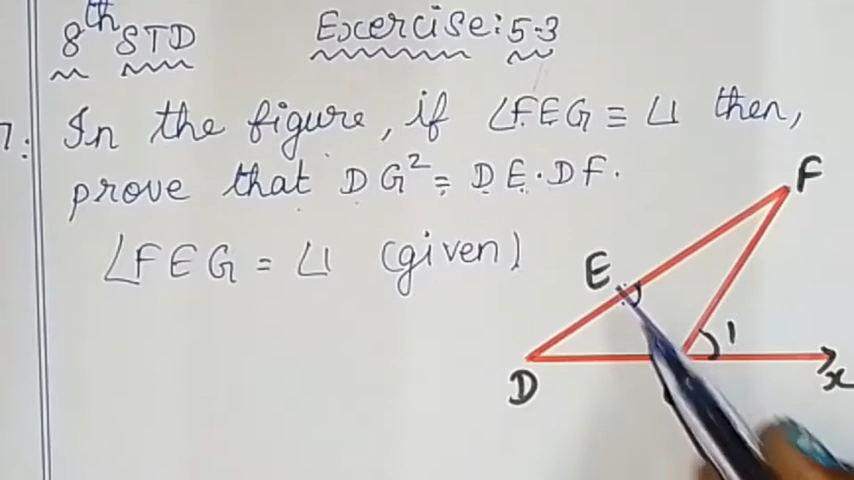 8th STD Exercise: 5.3
7. In the figure, if ∠FEG ≡ ∠1 then,
prove that DG² = DE.DF.
∠FEG = ∠1 (given)
F
E
1
D
x